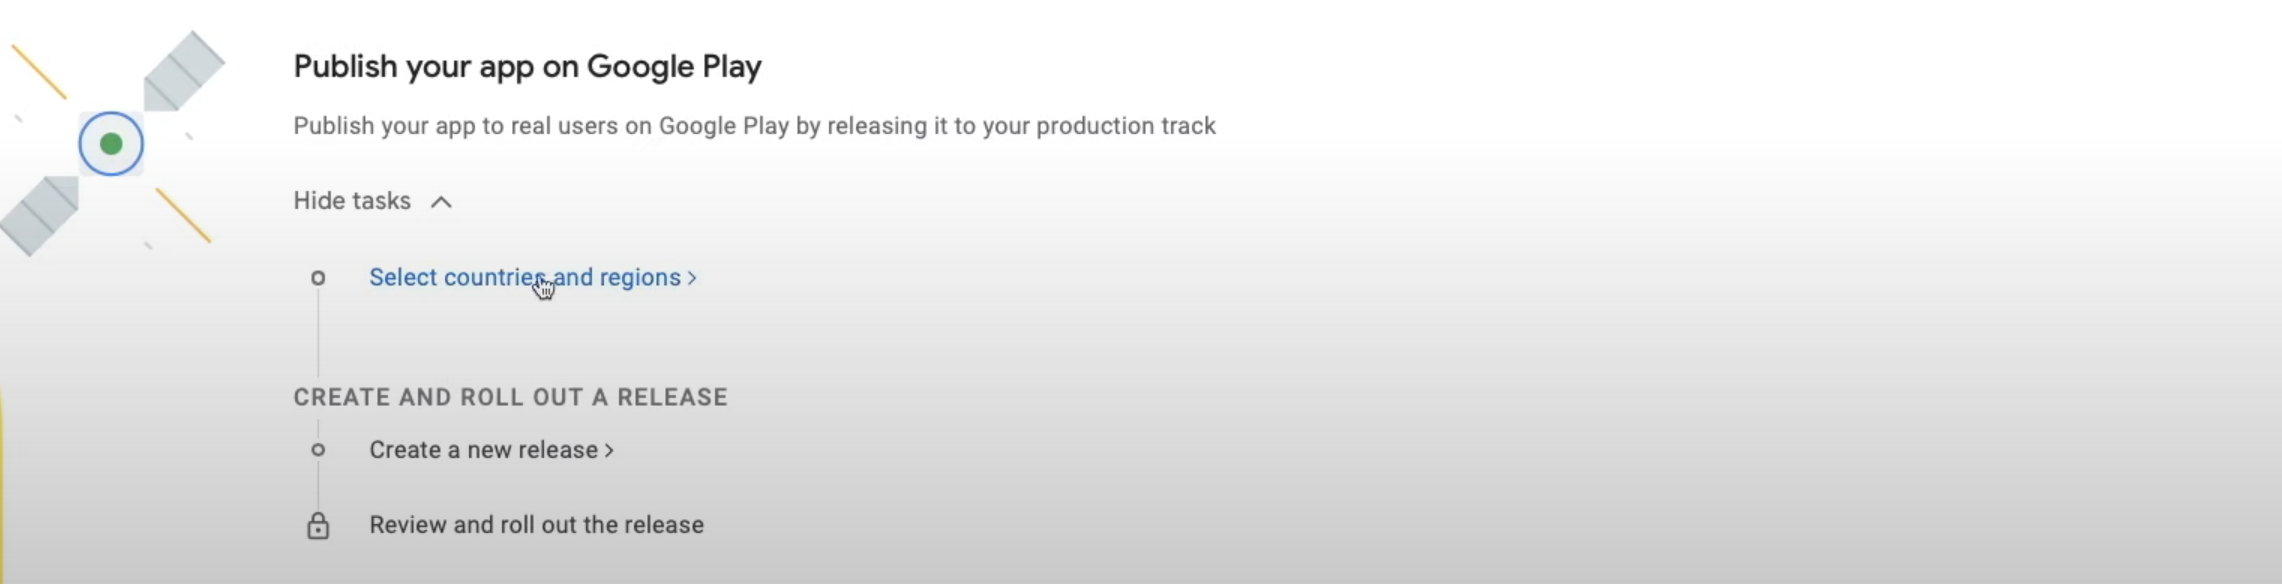 Publish your app on Google Play
Publish your app to real users on Google Play by releasing it to your production track
Hide tasks
Select countries and regions >
CREATE AND ROLL OUT A RELEASE
Create a new release >
Review and roll out the release